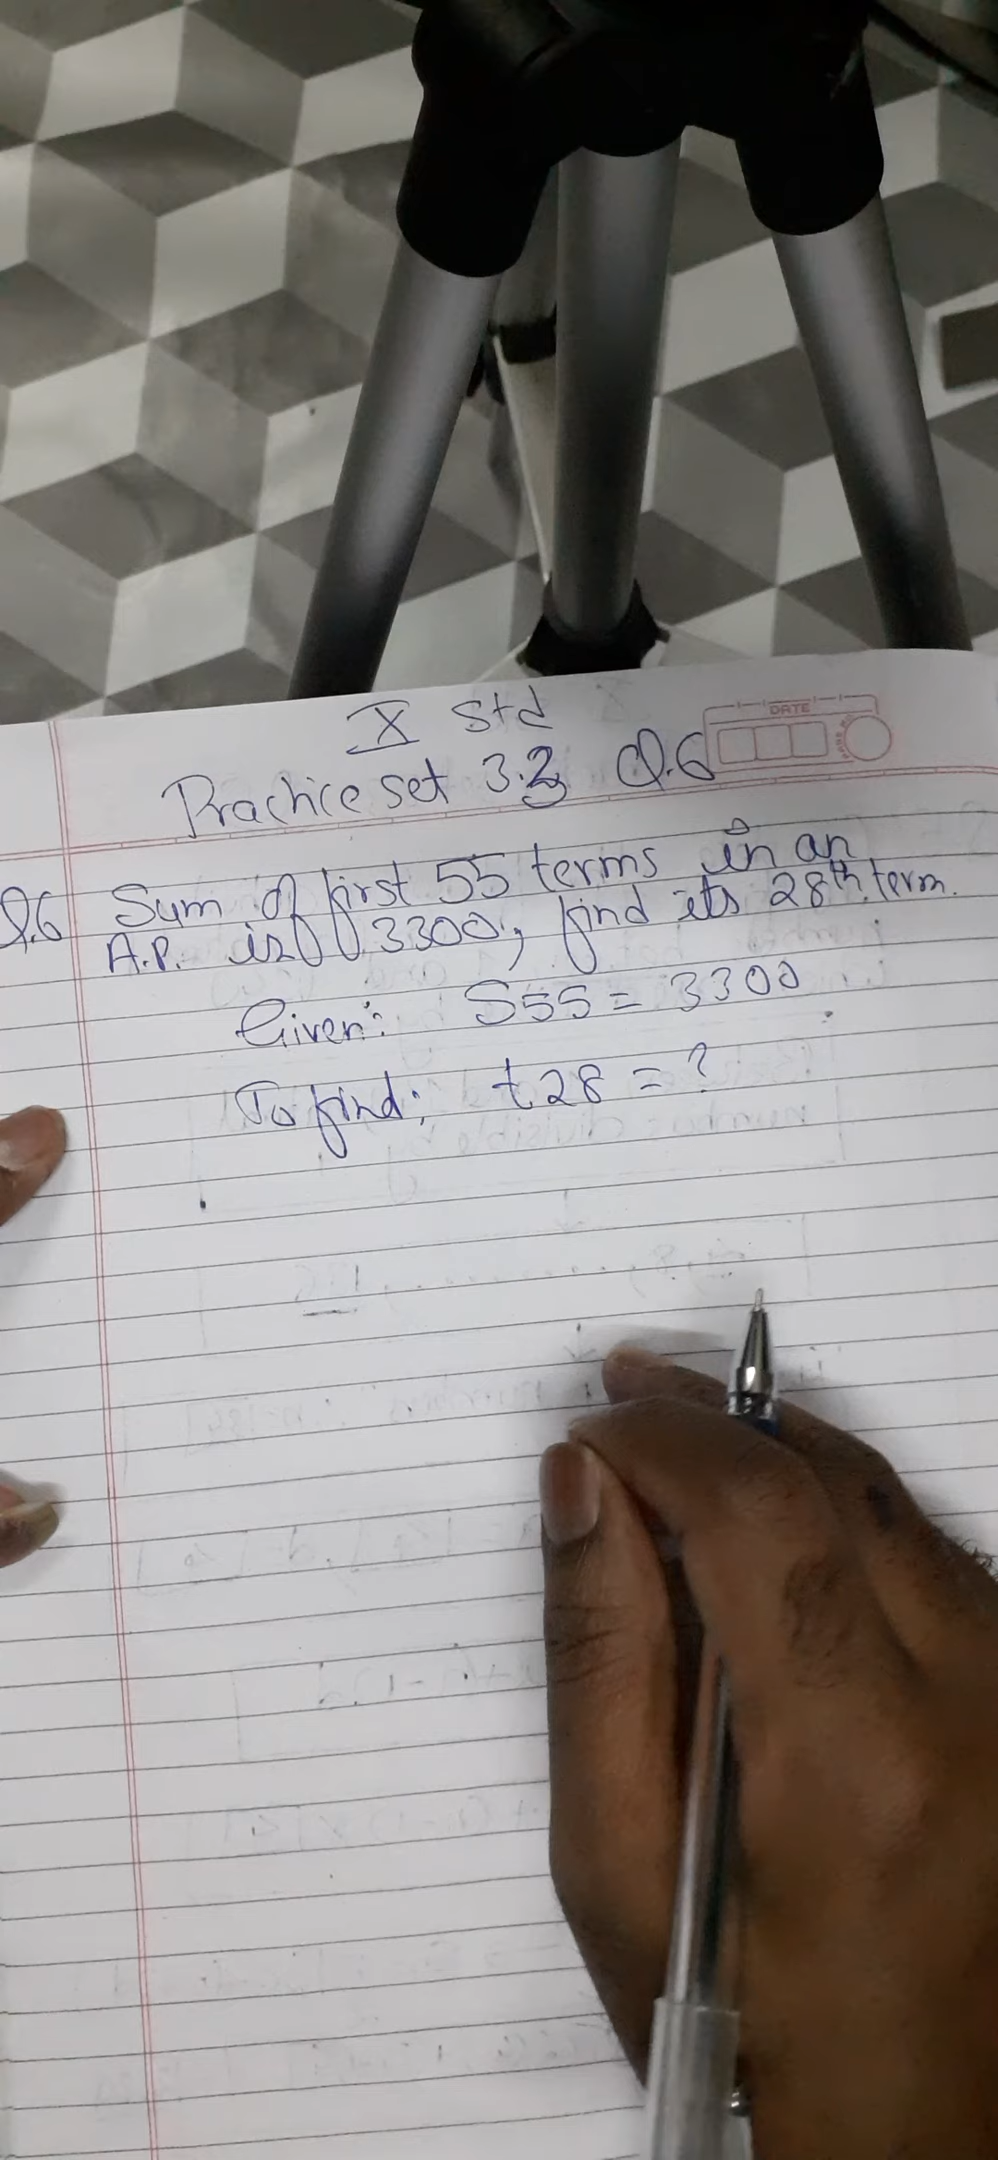 X Std
DATE
Practice set 3.3 Q.6
Q.6 Sum of first 55 terms in an
A.P. is 3300, find its 28th term.
Given: S55 = 3300
To find: t28 = ?